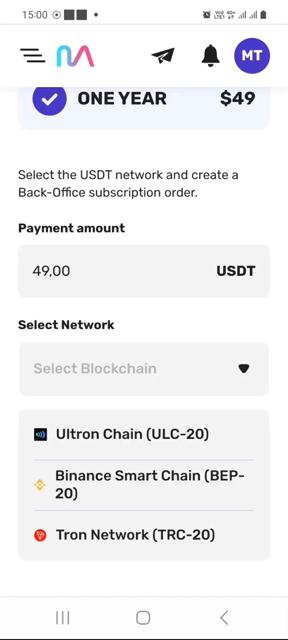 15:00
MT
ONE YEAR $49
Select the USDT network and create a
Back-Office subscription order.
Payment amount
49,00 USDT
Select Network
Select Blockchain
Ultron Chain (ULC-20)
Binance Smart Chain (BEP-
20)
Tron Network (TRC-20)